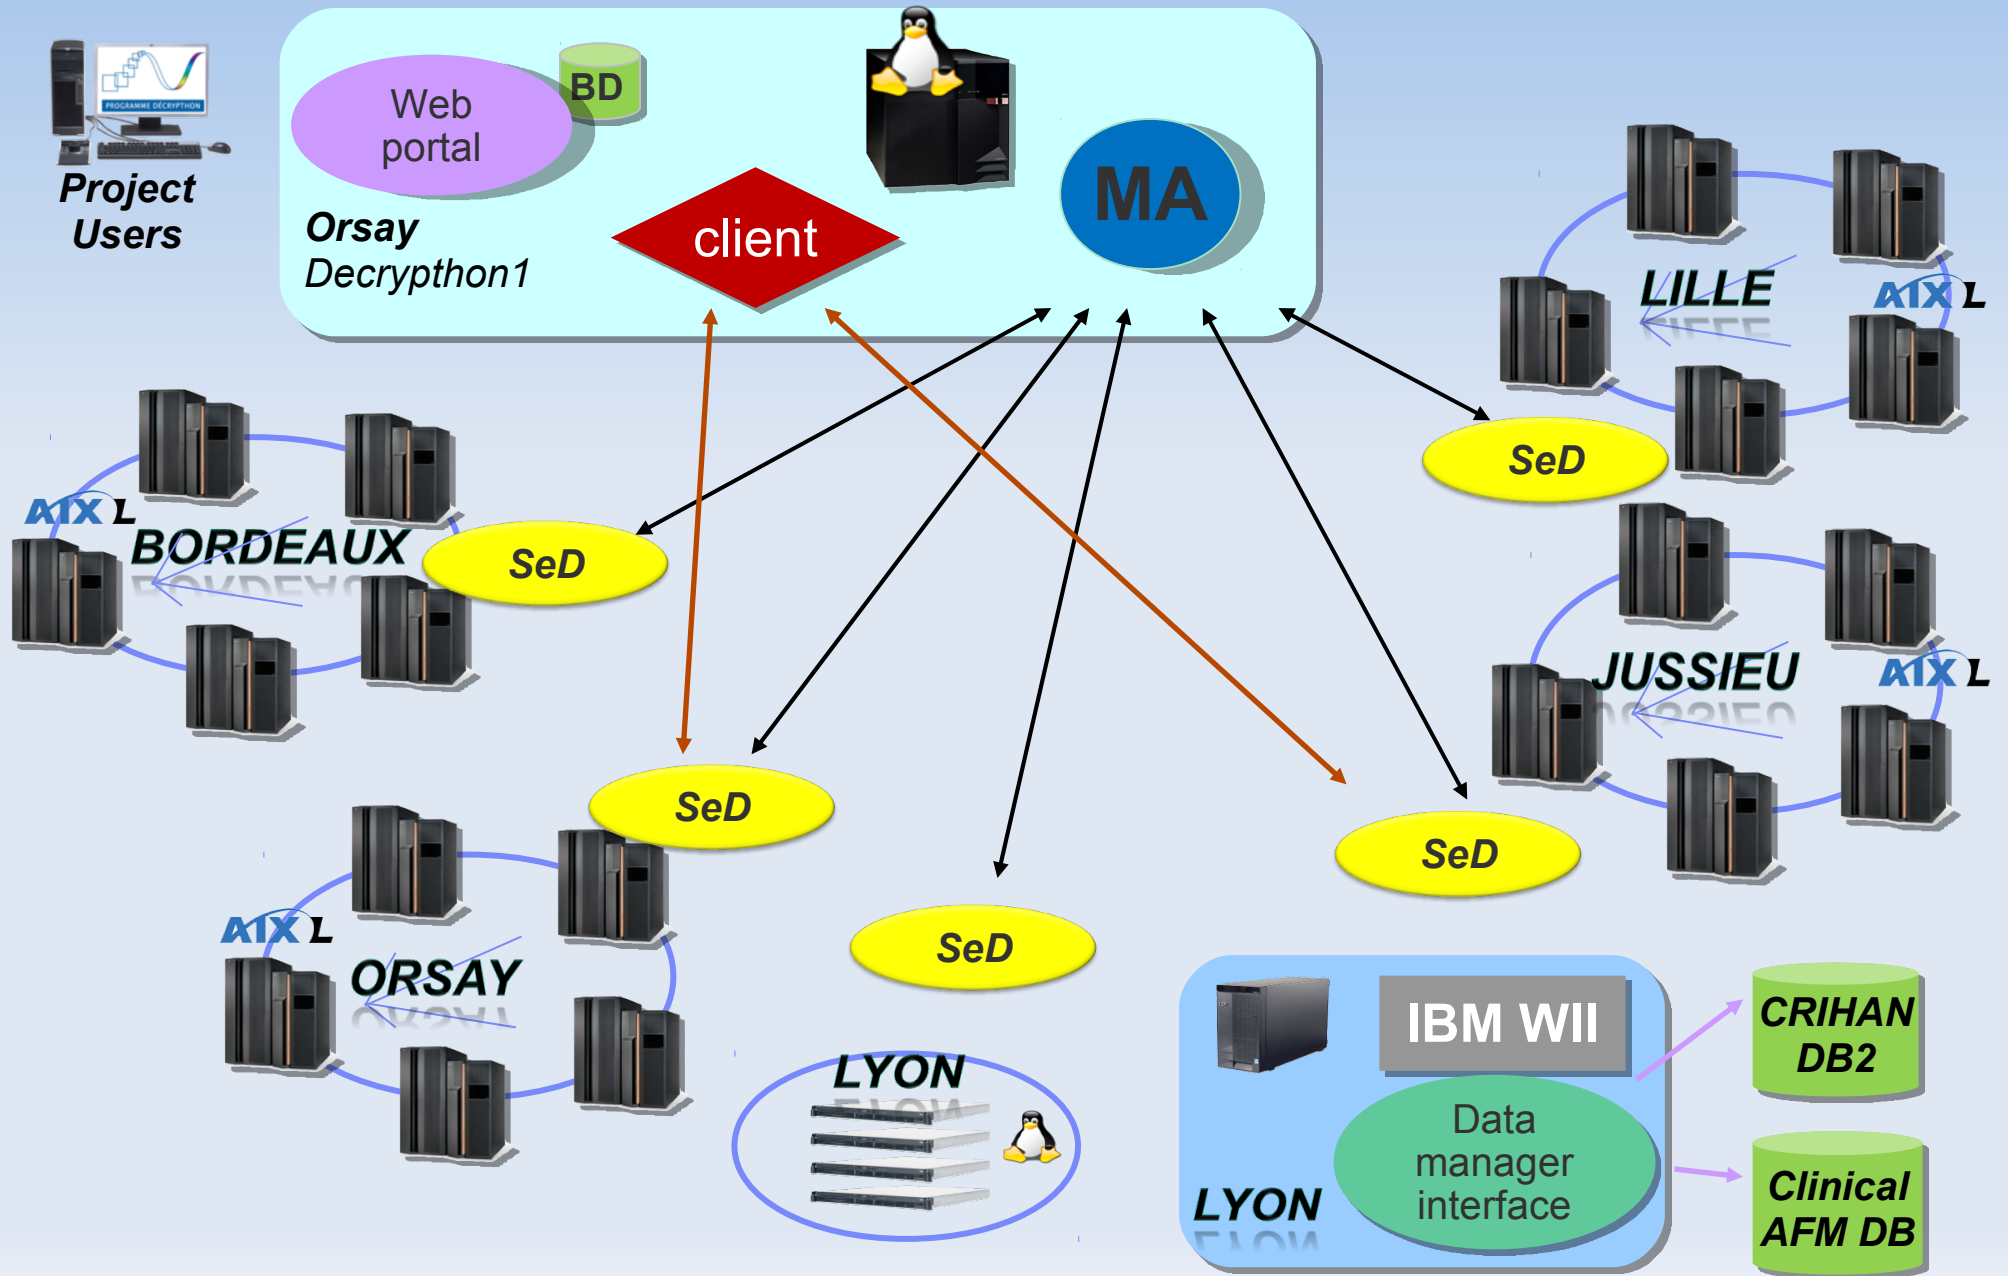 PROGRAMME DÉCRYPTHON
Project
Users
Web
portal
BD
Orsay
Decrypthon1
client
MA
LILLE
AIX L
SeD
AIX L
BORDEAUX
SeD
JUSSIEU
AIX L
SeD
SeD
AIX L
ORSAY
SeD
LYON
IBM WII
Data
manager
interface
LYON
CRIHAN
DB2
Clinical
AFM DB